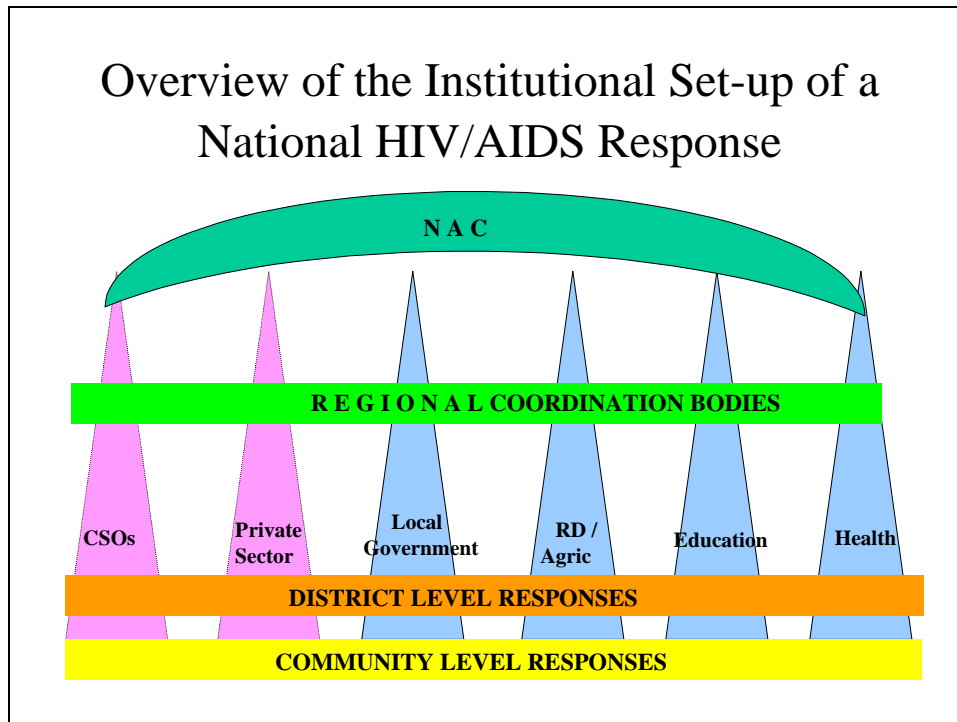 Overview of the Institutional Set-up of a
National HIV/AIDS Response
N A C
R E G I O N A L COORDINATION BODIES
CSOs
Private
Sector
Local
Government
RD /
Agric
Education
Health
DISTRICT LEVEL RESPONSES
COMMUNITY LEVEL RESPONSES